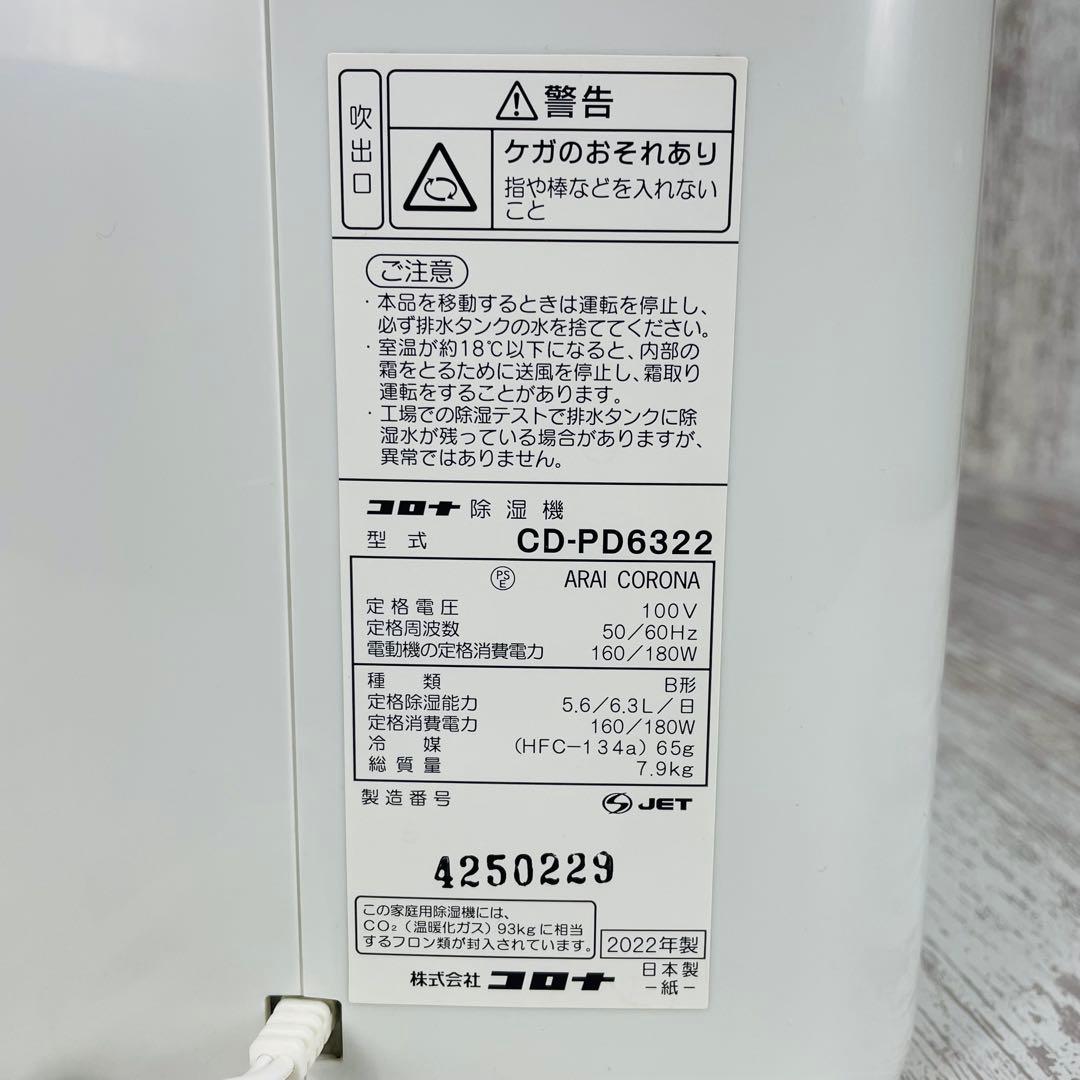 吹出口
警告
ケガのおそれあり
指や棒などを入れない
こと
ご注意
・本品を移動するときは運転を停止し、
必ず排水タンクの水を捨ててください。
・室温が約18℃以下になると、内部の
霜をとるために送風を停止し、霜取り
運転をすることがあります。
・工場での除湿テストで排水タンクに除
湿水が残っている場合がありますが、
異常ではありません。
コロナ 除湿機
型式 CD-PD6322
PSE ARAI CORONA
定格電圧 100V
定格周波数 50/60Hz
電動機の定格消費電力 160/180W
種類 B形
定格除湿能力 5.6/6.3L/日
定格消費電力 160/180W
冷媒 (HFC-134a) 65g
総質量 7.9kg
製造番号 JET
4250229
この家庭用除湿機には、
CO₂(温暖化ガス)93kgに相当
するフロン類が封入されています。
2022年製
株式会社 コロナ
日本製
-紙-